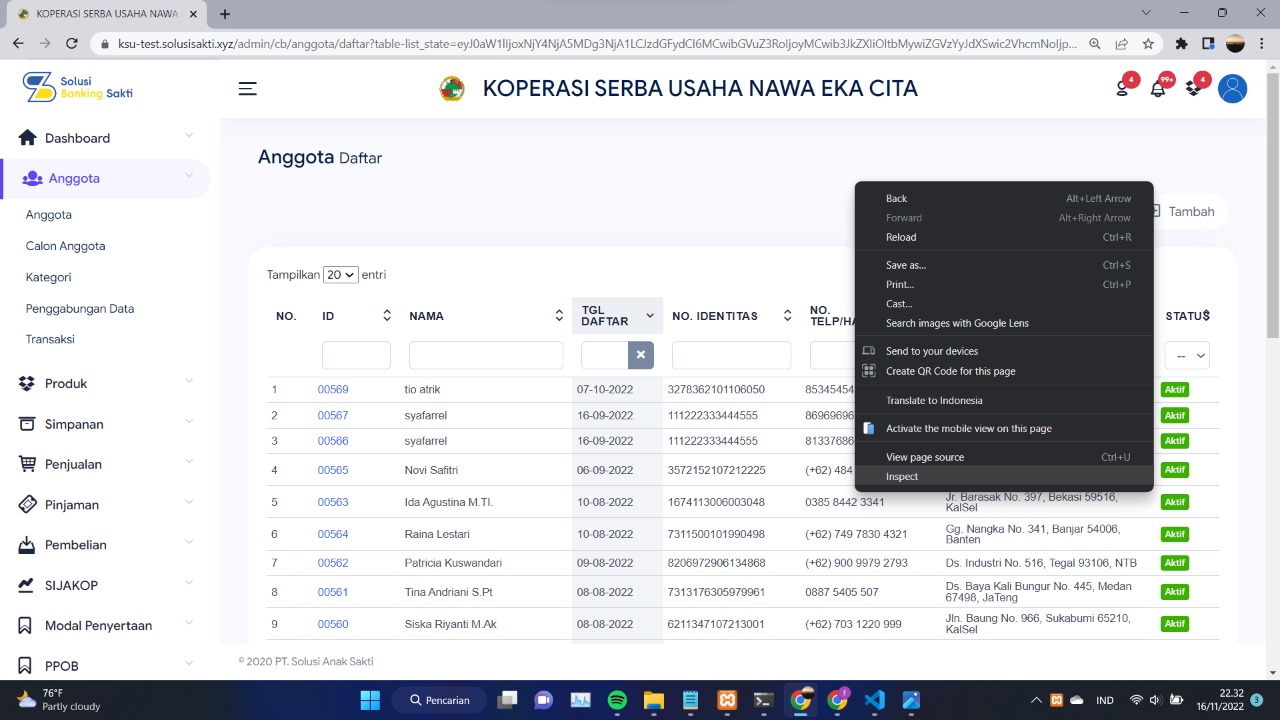 KOPERASI SERBA USAHA NAWA
ksu-test.solusisakti.xyz/admin/cb/anggota/daftar?table-list_state=
Solusi
Banking Sakti
KOPERASI SERBA USAHA NAWA EKA CITA
4
99+
4
Dashboard
Anggota
Anggota
Calon Anggota
Kategori
Penggabungan Data
Transaksi
Produk
Simpanan
Penjualan
Pinjaman
Pembelian
SIJAKOP
Modal Penyertaan
PPOB
Anggota Daftar
Tambah
Tampilkan 20 entri
NO. ID NAMA TGL DAFTAR NO. IDENTITAS NO. TELP/HA STATUS
--
1 00569 tio atrik 07-10-2022 3278362101106050 85345454 Aktif
2 00567 syafarrel 16-09-2022 111222333444555 86969696 Aktif
3 00566 syafarrel 16-09-2022 111222333444555 81337686 Aktif
4 00565 Novi Safitri 06-09-2022 3572152107212225 (+62) 484 Aktif
5 00563 Ida Agustina M.TI. 10-08-2022 1674113006003048 0385 8442 3341 Jr. Barasak No. 397, Bekasi 59516, KalSel Aktif
6 00564 Raina Lestari 10-08-2022 7311500101100498 (+62) 749 7830 4321 Gg. Nangka No. 341, Banjar 54006, Banten Aktif
7 00562 Patricia Kuswandari 09-08-2022 8206972906134968 (+62) 900 9979 2793 Ds. Industri No. 516, Tegal 93106, NTB Aktif
8 00561 Tina Andriani S.Pt 08-08-2022 7313176305979961 0887 5405 507 Ds. Baya Kali Bungur No. 445, Medan 67498, JaTeng Aktif
9 00560 Siska Riyanti M.Ak 08-08-2022 6211347107213001 (+62) 703 1220 999 Jln. Baung No. 966, Sukabumi 65210, KalSel Aktif
Back Alt+Left Arrow
Forward Alt+Right Arrow
Reload Ctrl+R
Save as... Ctrl+S
Print... Ctrl+P
Cast...
Search images with Google Lens
Send to your devices
Create QR Code for this page
Translate to Indonesia
Activate the mobile view on this page
View page source Ctrl+U
Inspect
© 2020 PT. Solusi Anak Sakti
76°F
Partly cloudy
Pencarian
1
IND
22.32
16/11/2022
3